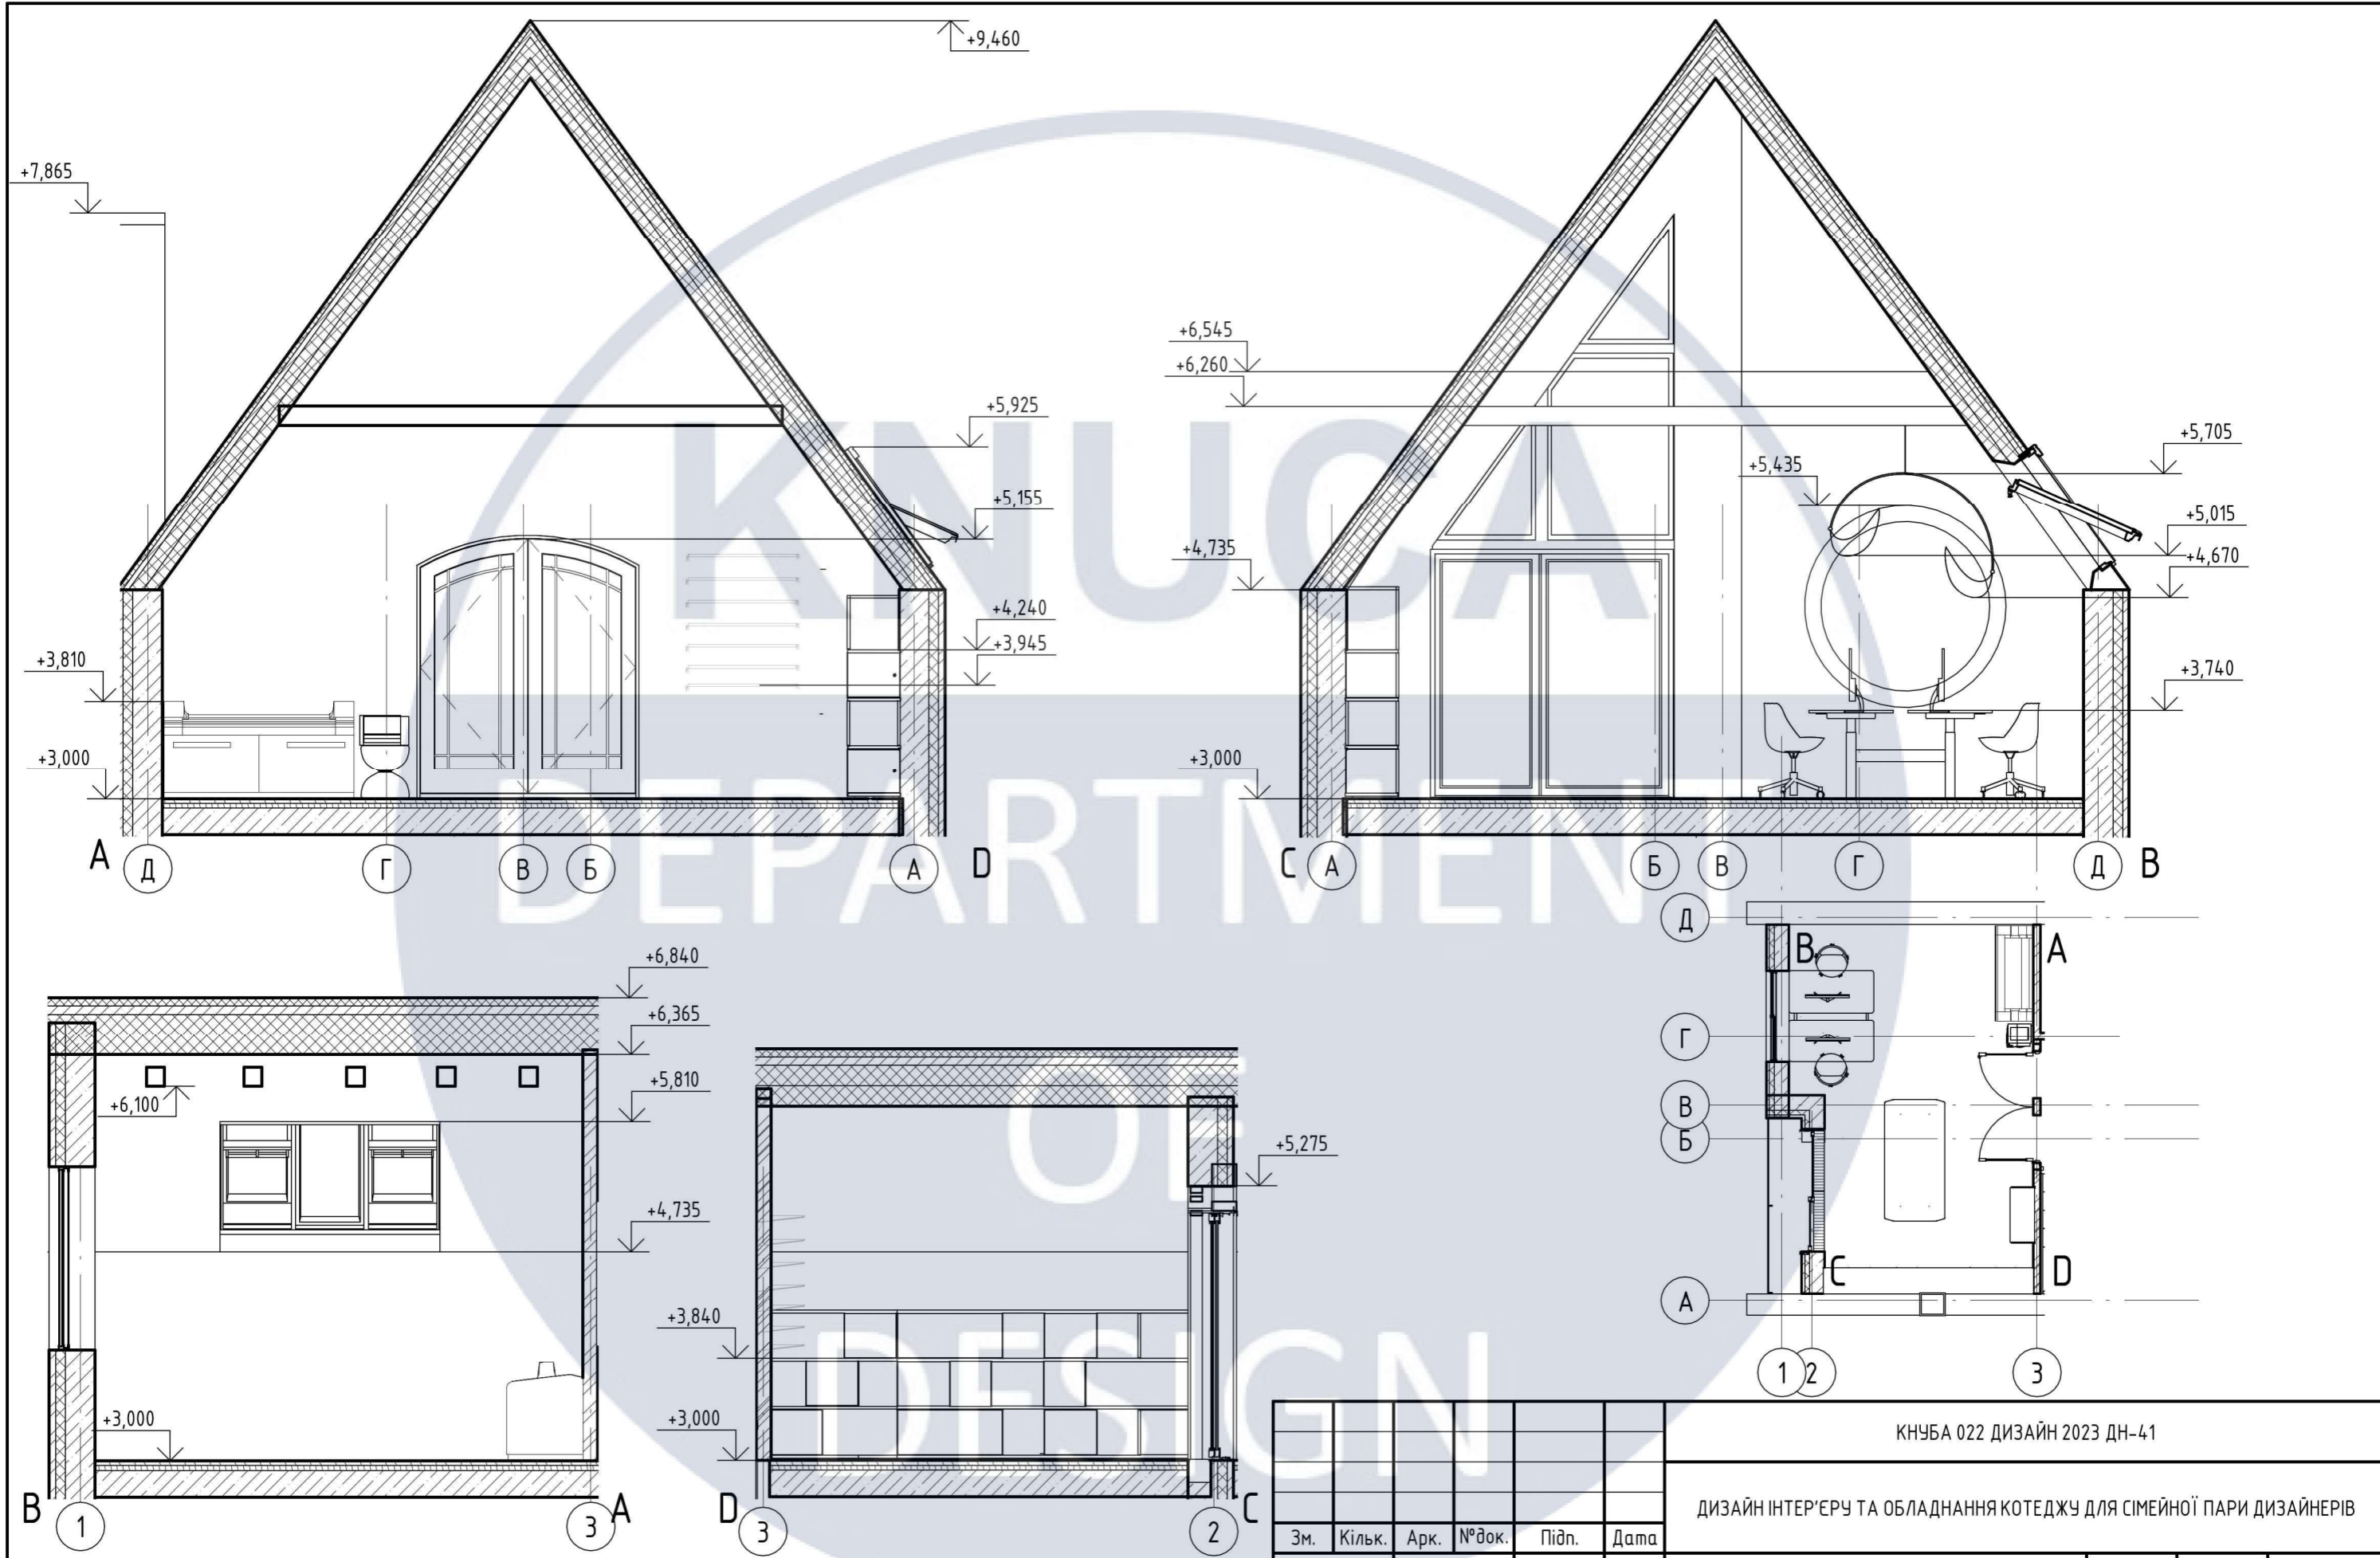 +9,460
+7,865
+5,925
+5,155
+4,240
+3,945
+3,810
+3,000
A
Д
Г
В
Б
А
D
+6,545
+6,260
+5,705
+5,435
+5,015
+4,735
+4,670
+3,740
+3,000
C
А
Б
В
Г
Д
B
+6,840
+6,365
+6,100
+5,810
+4,735
+3,000
B
1
3
A
+5,275
+3,840
+3,000
D
3
2
C
Д
B
A
Г
В
Б
C
D
А
1
2
3
KNUCA
DEPARTMENT
OF
DESIGN
КНУБА 022 ДИЗАЙН 2023 ДН-41
ДИЗАЙН ІНТЕР'ЄРУ ТА ОБЛАДНАННЯ КОТЕДЖУ ДЛЯ СІМЕЙНОЇ ПАРИ ДИЗАЙНЕРІВ
Зм. Кільк. Арк. №док. Підп. Дата